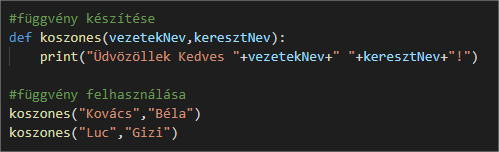 #függvény készítése
def koszones(vezetekNev,keresztNev):
    print("Üdvözöllek Kedves "+vezetekNev+" "+keresztNev+"!")
#függvény felhasználása
koszones("Kovács","Béla")
koszones("Luc","Gizi")